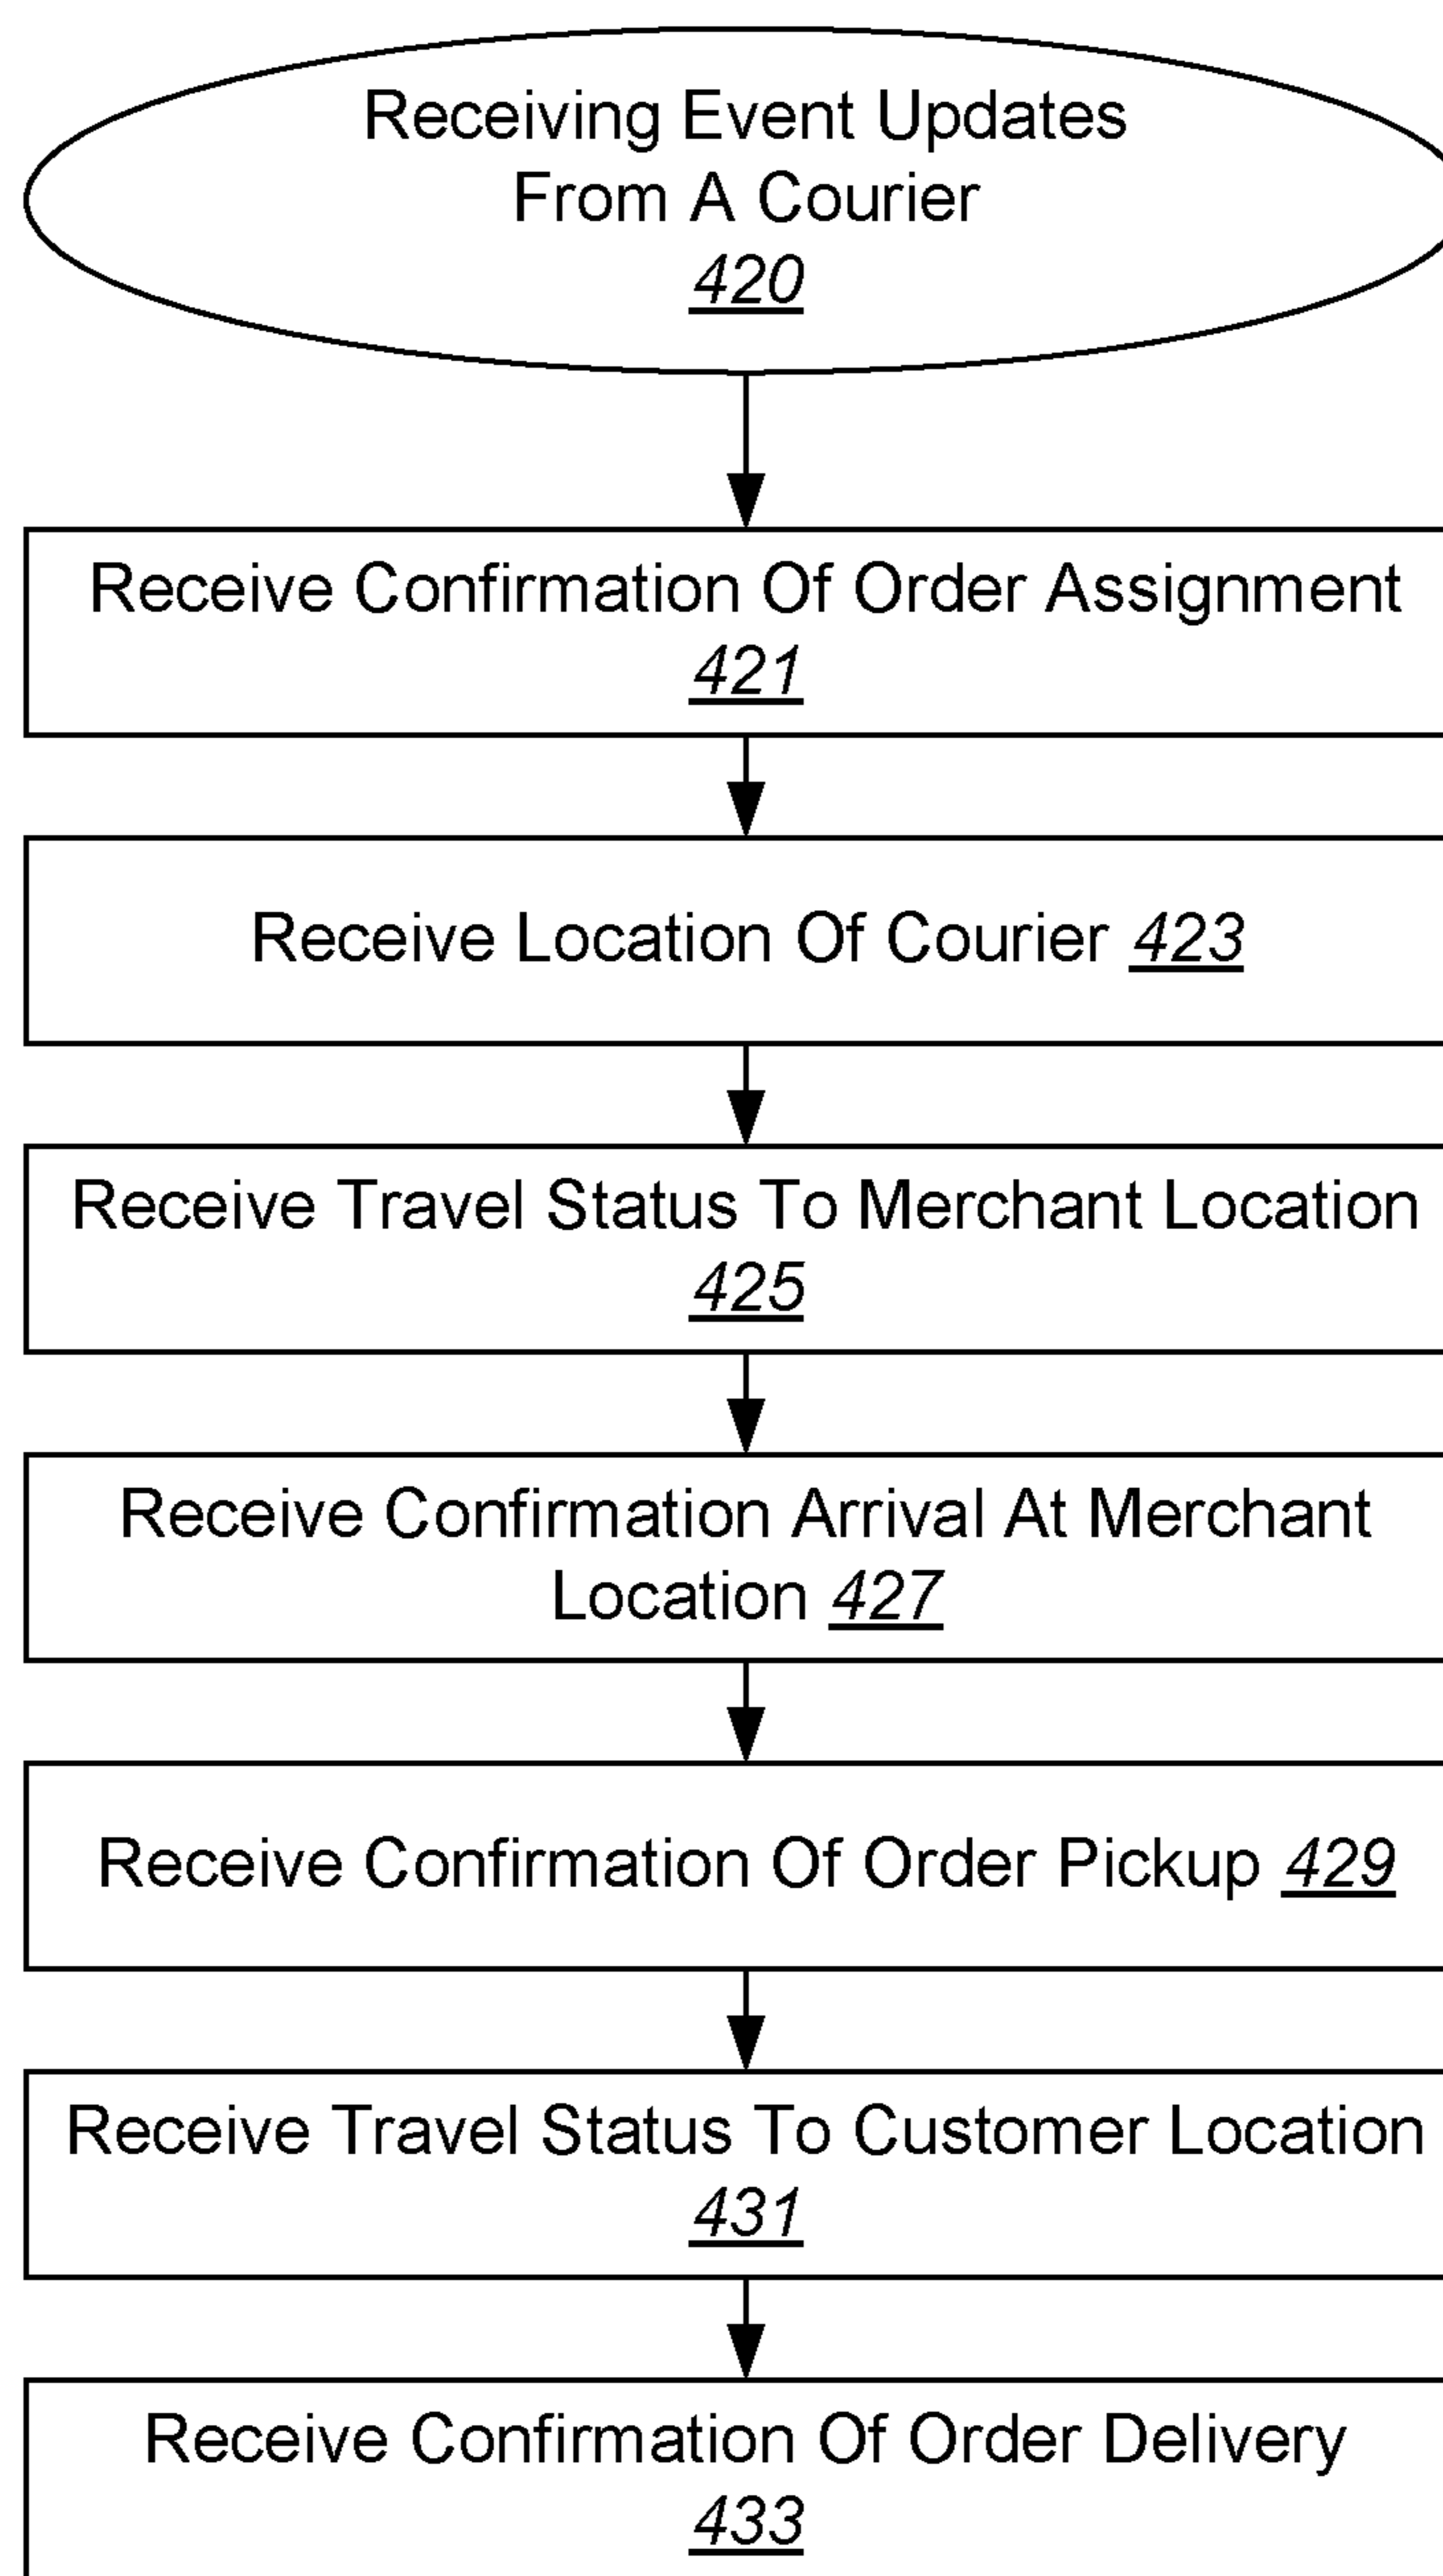 Receiving Event Updates
From A Courier
420
Receive Confirmation Of Order Assignment
421
Receive Location Of Courier 423
Receive Travel Status To Merchant Location
425
Receive Confirmation Arrival At Merchant
Location 427
Receive Confirmation Of Order Pickup 429
Receive Travel Status To Customer Location
431
Receive Confirmation Of Order Delivery
433